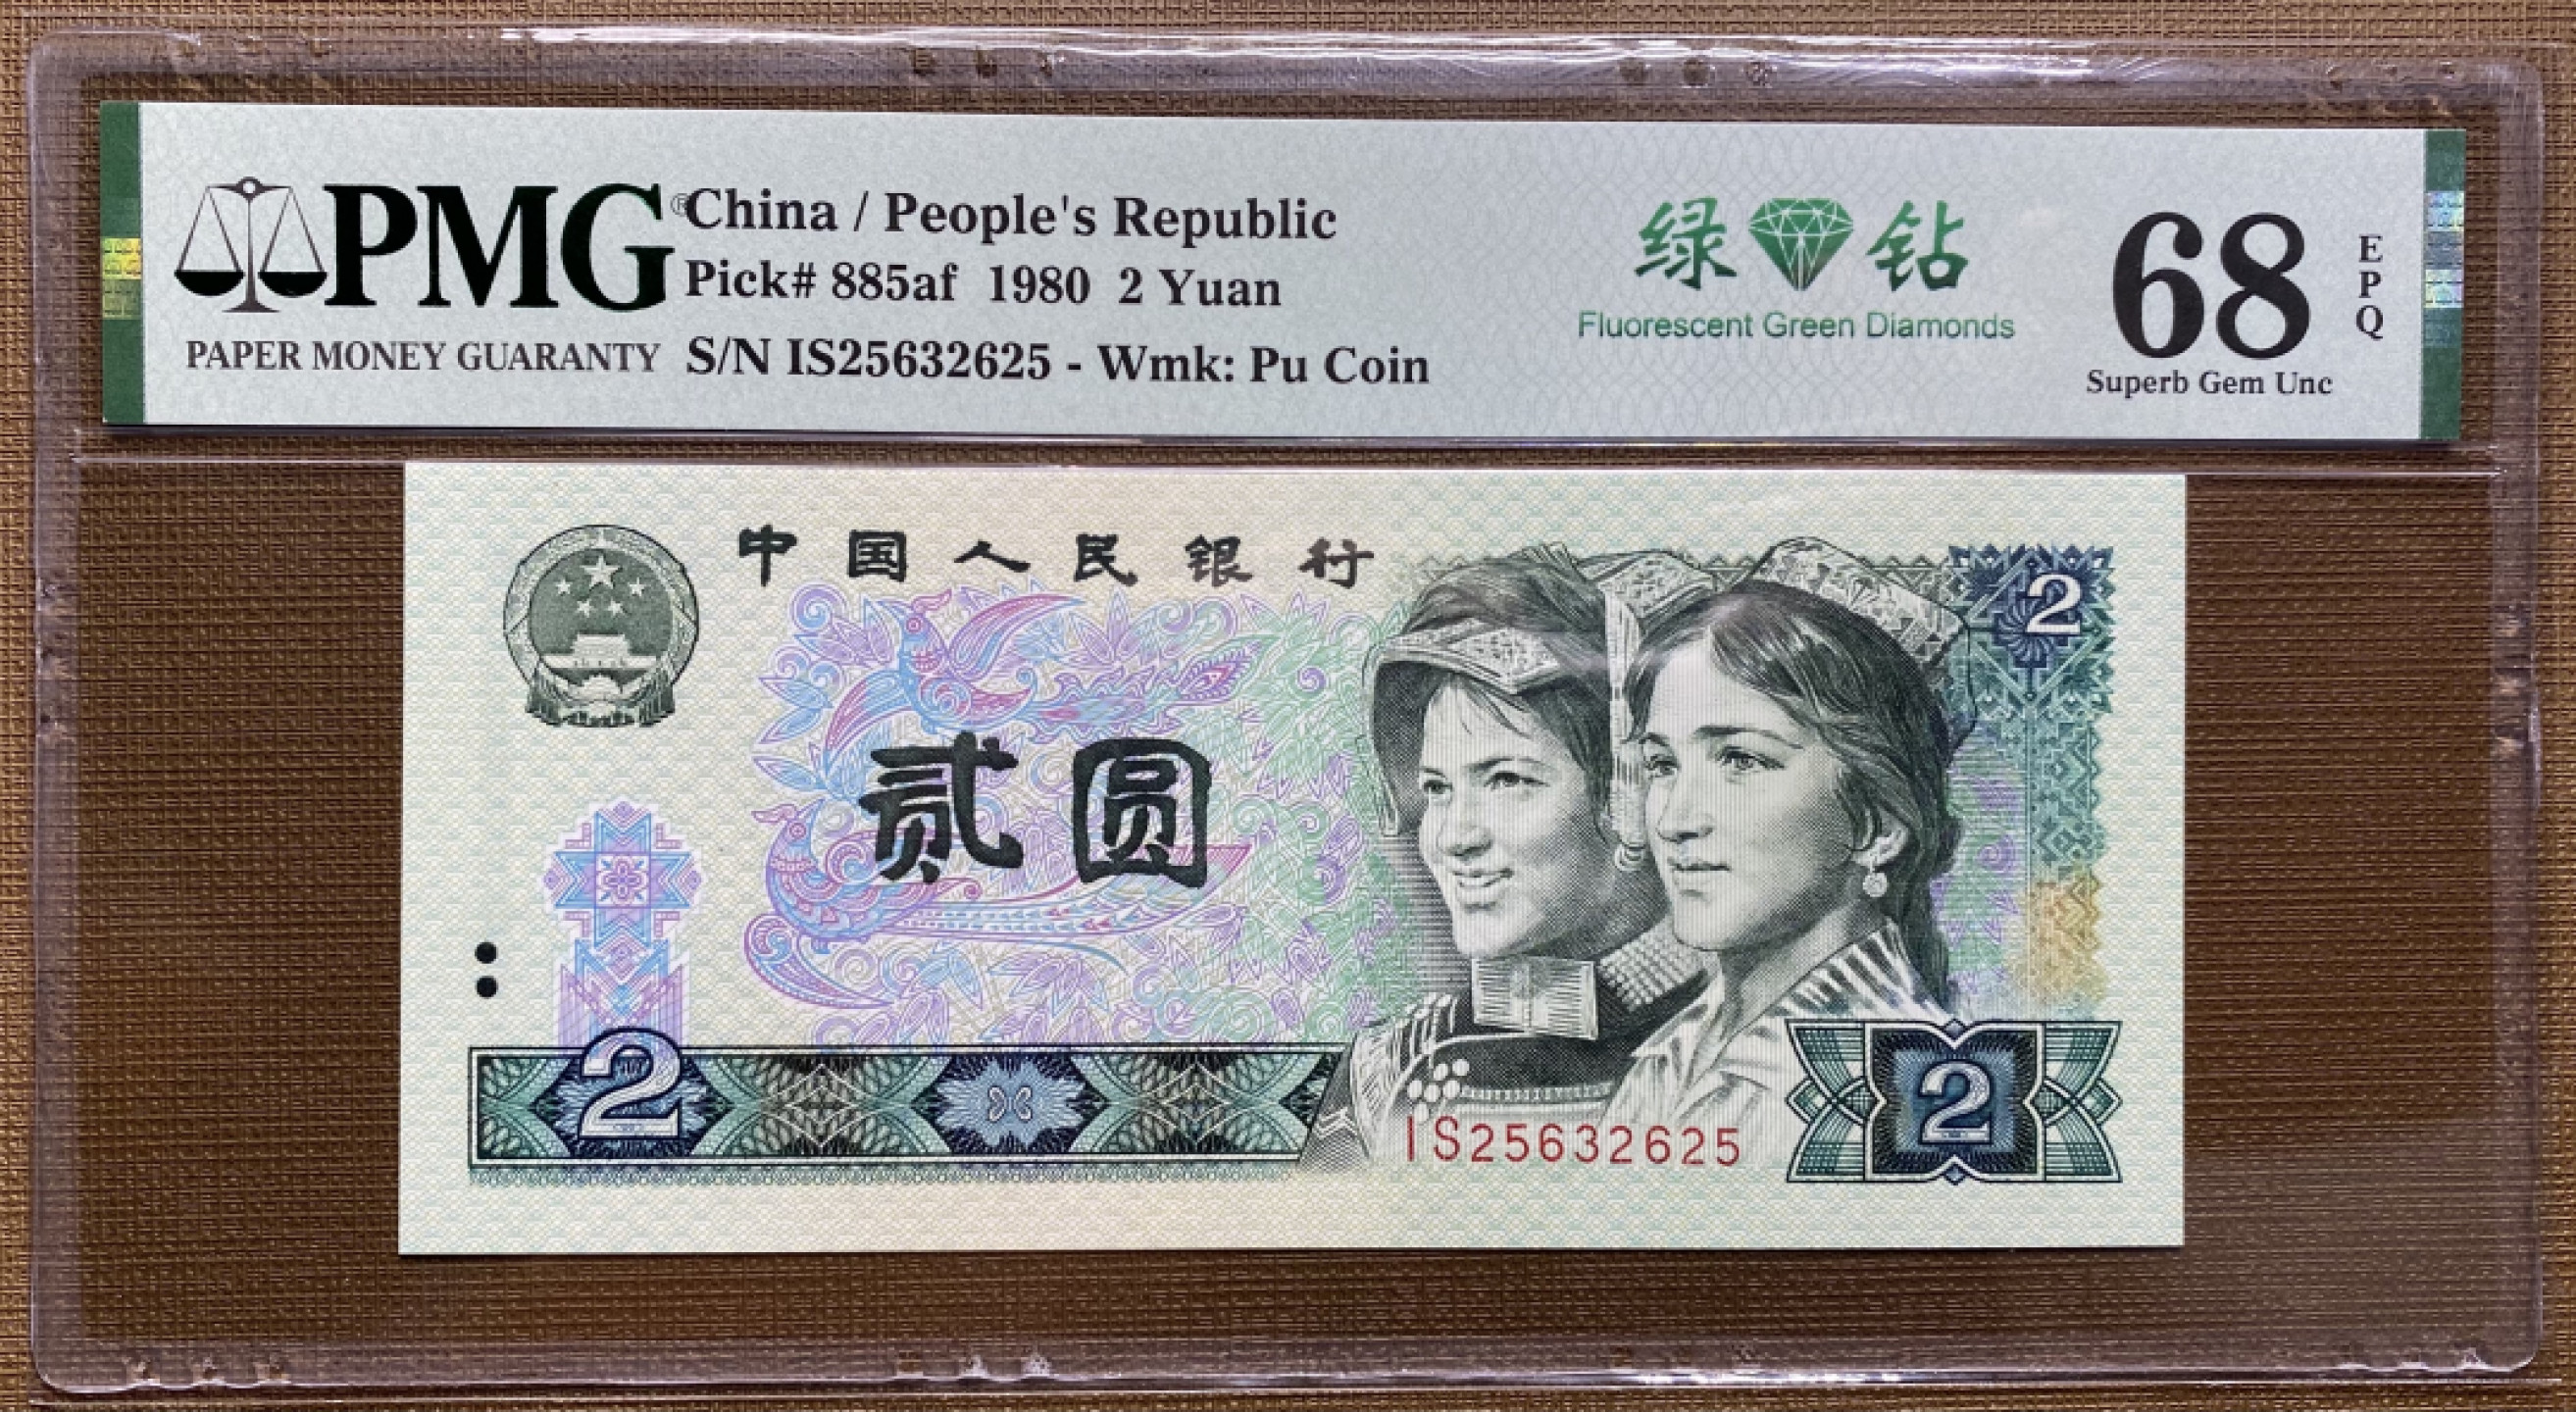 PMG®
PAPER MONEY GUARANTY
China / People's Republic
Pick# 885af 1980 2 Yuan
S/N IS25632625 - Wmk: Pu Coin
绿钻
Fluorescent Green Diamonds
68
EPQ
Superb Gem Unc
中国人民银行
2
贰圆
2
IS25632625
2